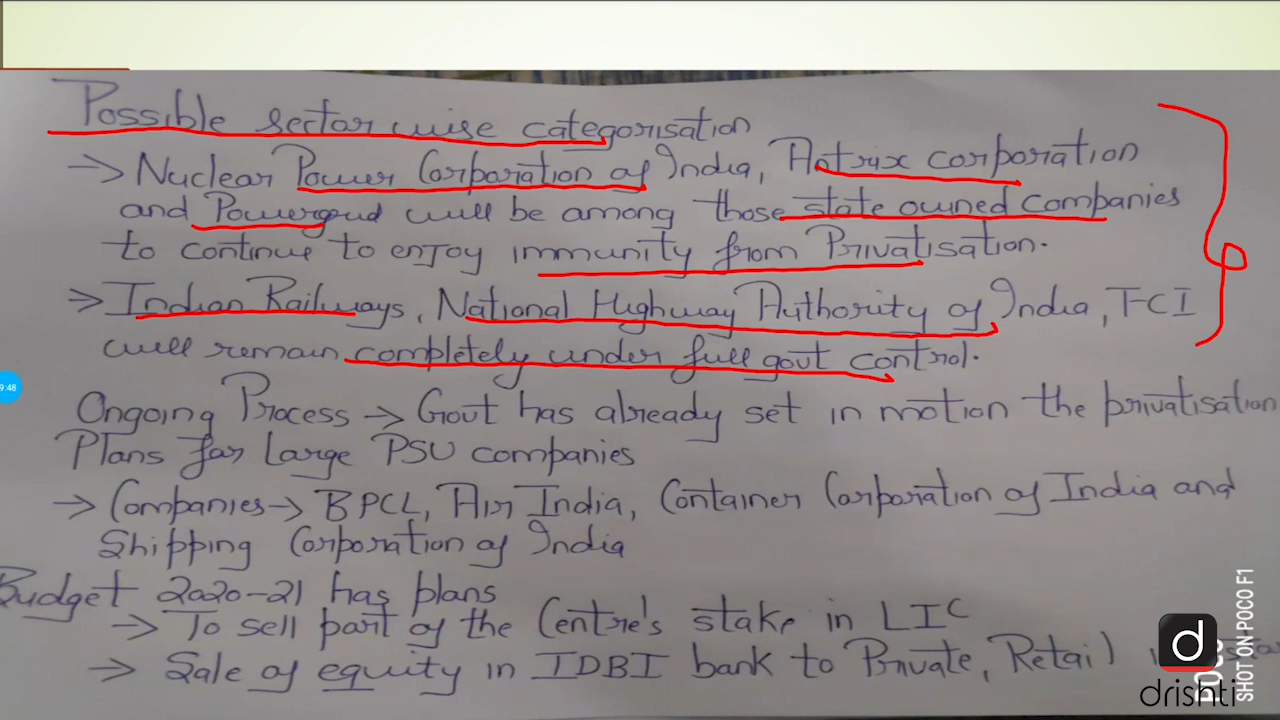 Possible sector wise categorisation
→ Nuclear Power Corporation of India, Antrix corporation
and Powergrid will be among those state owned companies
to continue to enjoy immunity from Privatisation.
→ Indian Railways, National Highway Authority of India, FCI
will remain completely under full govt control.
9:48
Ongoing Process → Govt has already set in motion the privatisation
Plans for Large PSU companies
→ Companies → BPCL, Air India, Container Corporation of India and
Shipping Corporation of India
Budget 2020-21 has plans
→ To sell part of the Centre's stake in LIC
→ Sale of equity in IDBI bank to Private, Retail
SHOT ON POCO F1
d
drishti